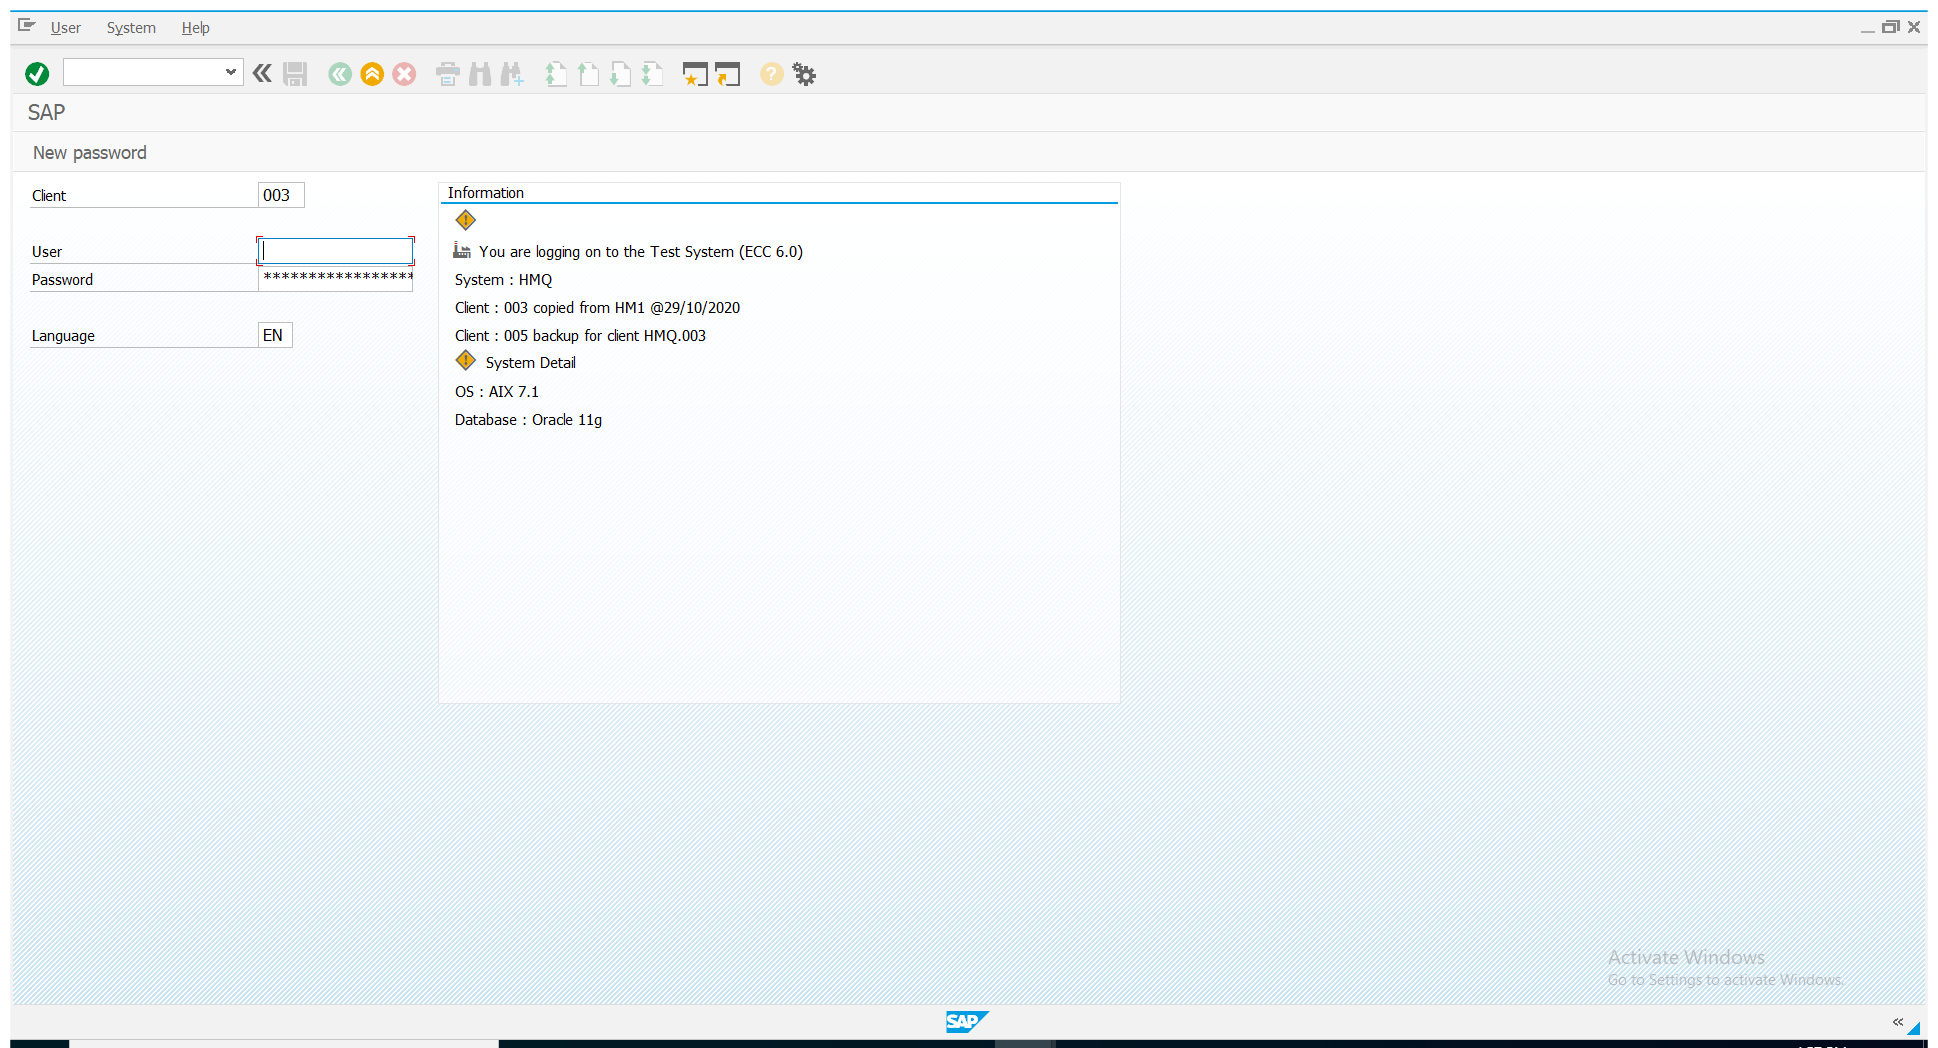 User System Help
SAP
New password
Client 003
User
Password *****************
Language EN
Information
You are logging on to the Test System (ECC 6.0)
System : HMQ
Client : 003 copied from HM1 @29/10/2020
Client : 005 backup for client HMQ.003
System Detail
OS : AIX 7.1
Database : Oracle 11g
Activate Windows
Go to Settings to activate Windows.
SAP